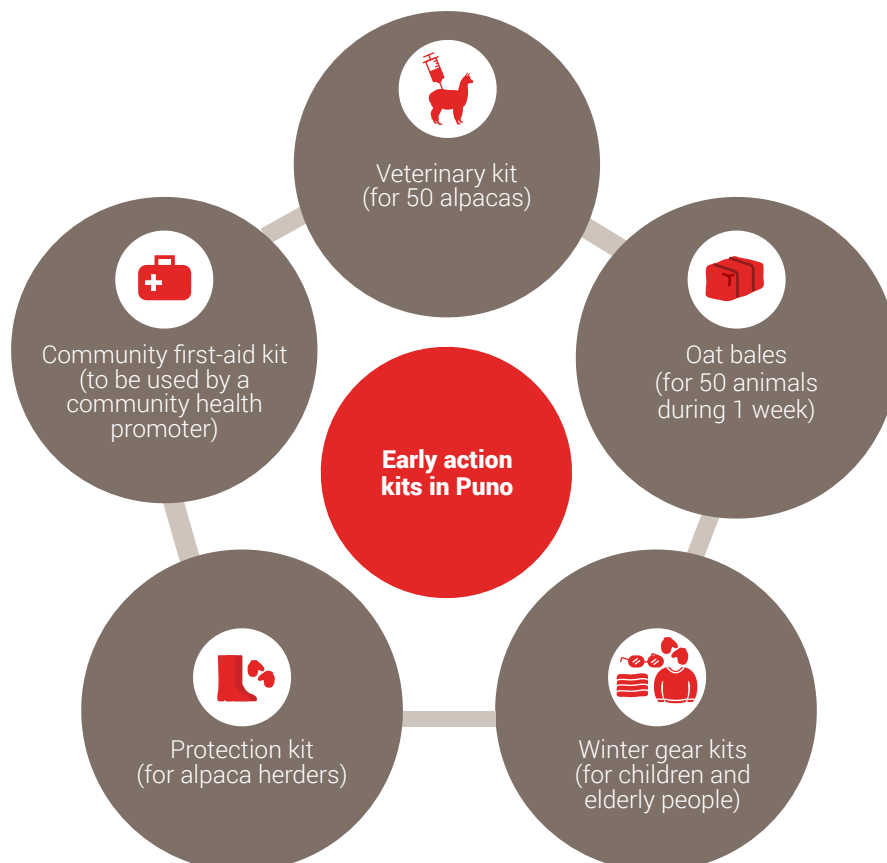 Veterinary kit
(for 50 alpacas)
Community first-aid kit
(to be used by a
community health
promoter)
Oat bales
(for 50 animals
during 1 week)
Early action
kits in Puno
Protection kit
(for alpaca herders)
Winter gear kits
(for children and
elderly people)